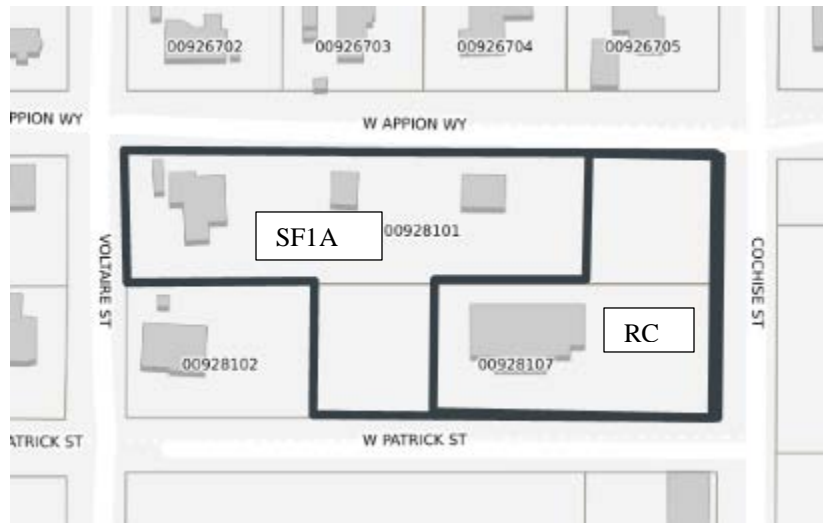 00926702
00926703
00926704
00926705
PPION WY
W APPION WY
SF1A
00928101
VOLTAIRE ST
COCHISE ST
RC
00928102
00928107
ATRICK ST
W PATRICK ST